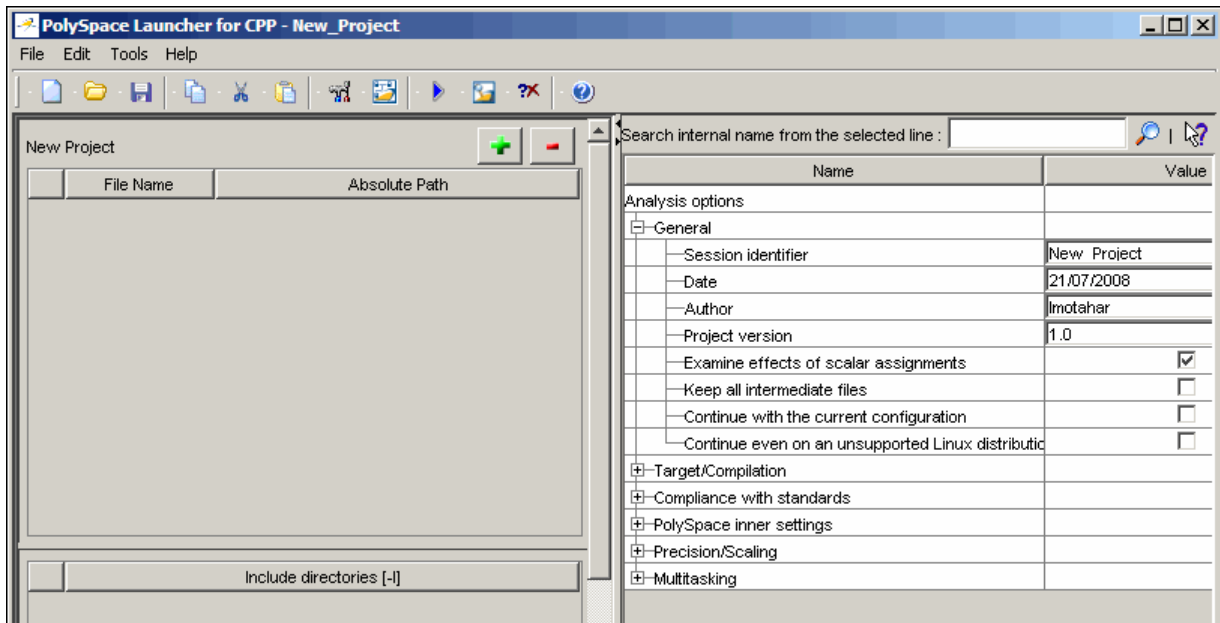 PolySpace Launcher for CPP - New_Project
File Edit Tools Help
New Project
File Name Absolute Path
Include directories [-I]
Search internal name from the selected line :
Name Value
Analysis options
General
Session identifier New Project
Date 21/07/2008
Author lmotahar
Project version 1.0
Examine effects of scalar assignments
Keep all intermediate files
Continue with the current configuration
Continue even on an unsupported Linux distributic
Target/Compilation
Compliance with standards
PolySpace inner settings
Precision/Scaling
Multitasking